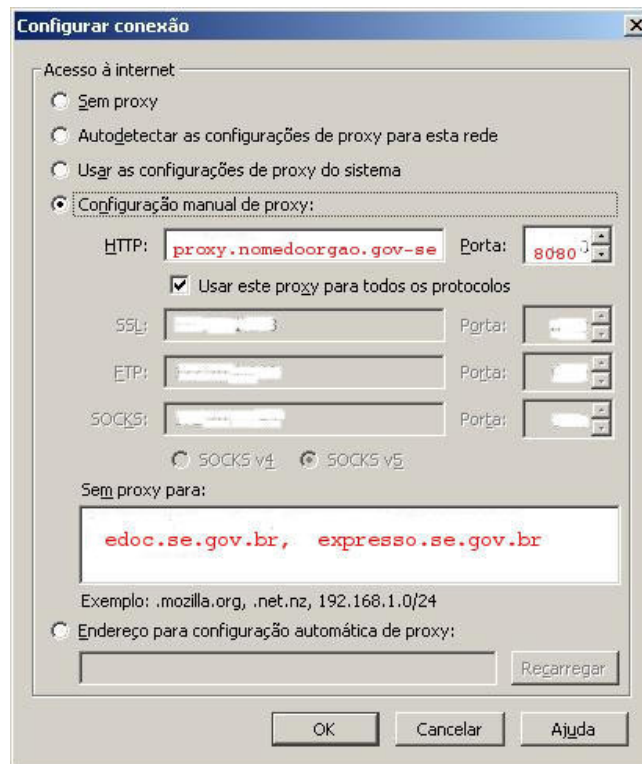 Configurar conexão
Acesso à internet
Sem proxy
Autodetectar as configurações de proxy para esta rede
Usar as configurações de proxy do sistema
Configuração manual de proxy:
HTTP: proxy.nomedoorgao.gov-se Porta: 8080
Usar este proxy para todos os protocolos
SSL: Porta:
FTP: Porta:
SOCKS: Porta:
SOCKS v4 SOCKS v5
Sem proxy para:
edoc.se.gov.br, expresso.se.gov.br
Exemplo: .mozilla.org, .net.nz, 192.168.1.0/24
Endereço para configuração automática de proxy:
Recarregar
OK Cancelar Ajuda